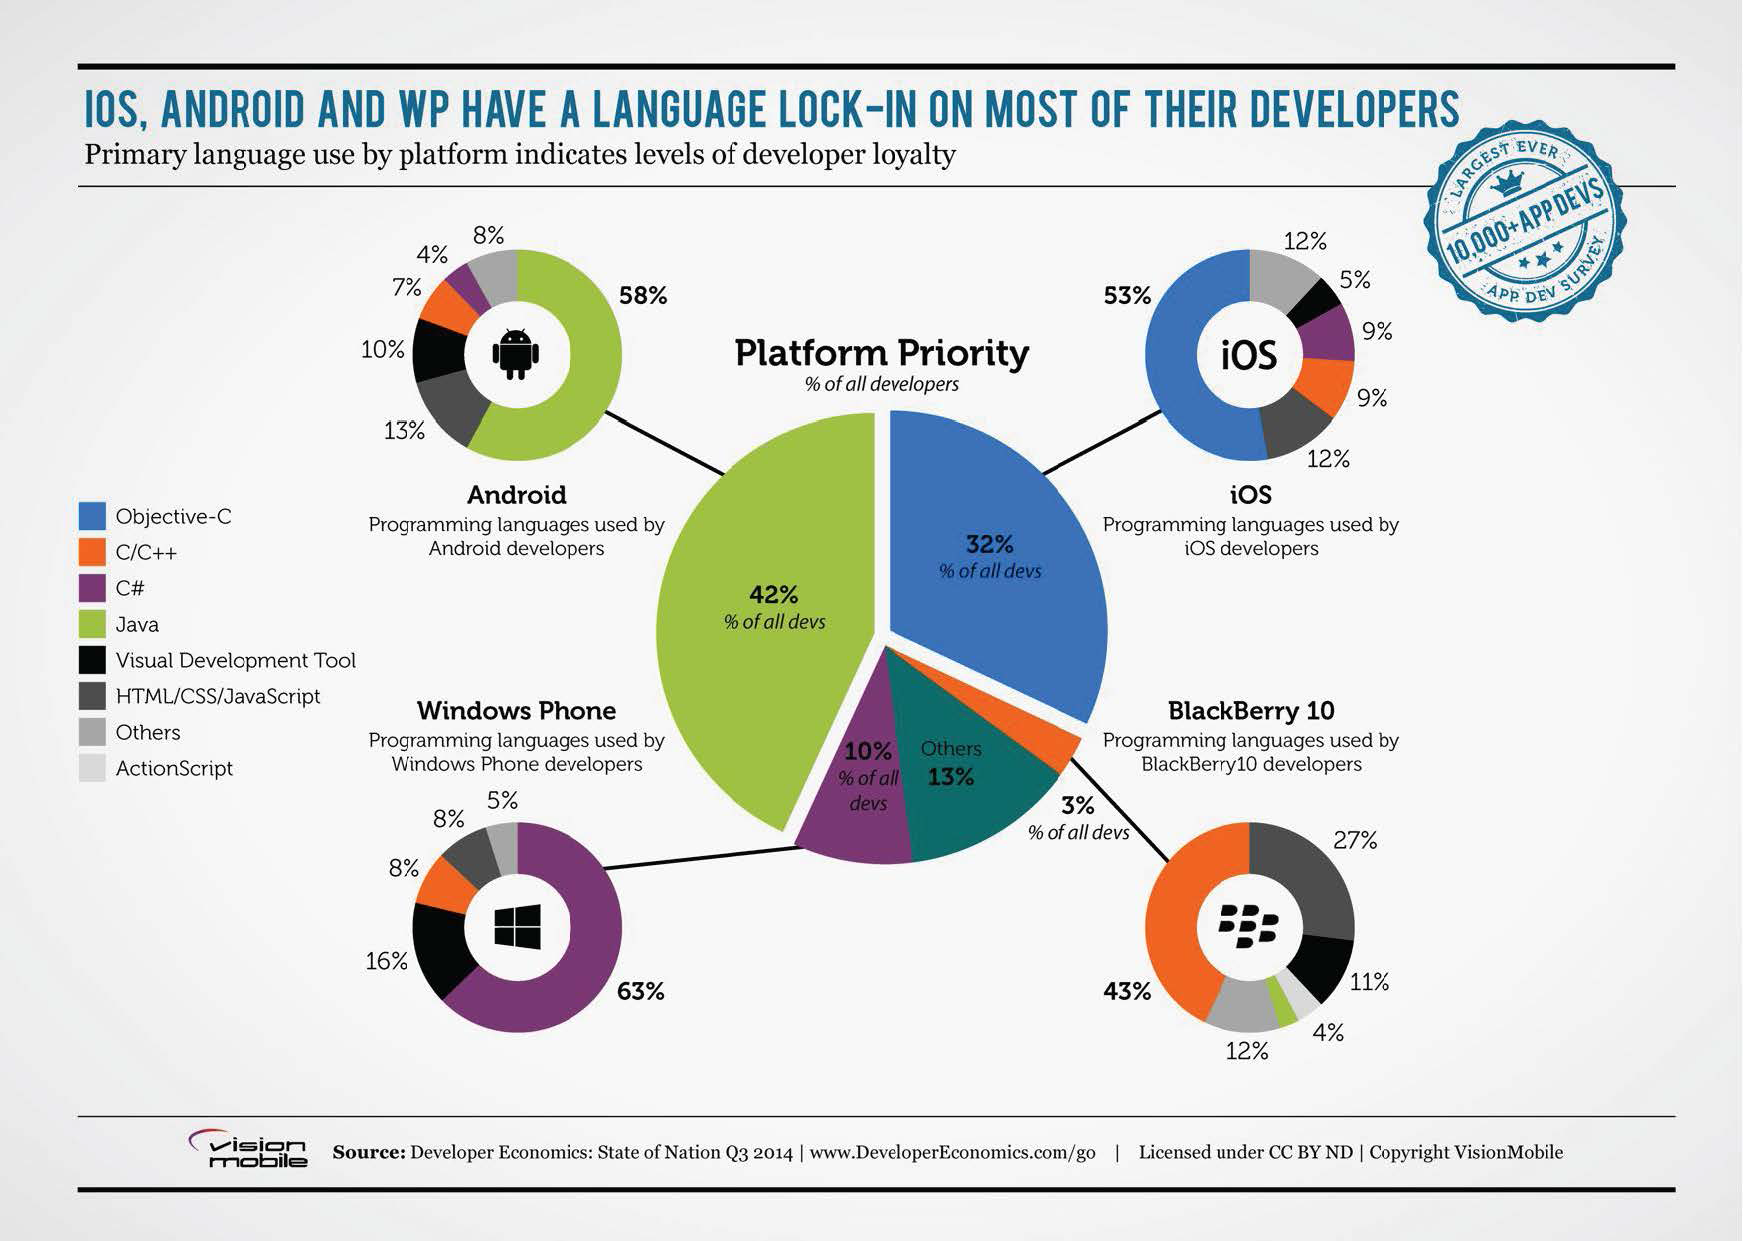 IOS, ANDROID AND WP HAVE A LANGUAGE LOCK-IN ON MOST OF THEIR DEVELOPERS
Primary language use by platform indicates levels of developer loyalty
LARGEST EVER
10,000+ APP DEVS
APP DEV SURVEY
8%
4%
7%
10%
13%
58%
Android
Programming languages used by
Android developers
Platform Priority
% of all developers
42%
% of all devs
32%
% of all devs
10%
% of all
devs
Others
13%
3%
% of all devs
53%
12%
5%
9%
9%
12%
iOS
iOS
Programming languages used by
iOS developers
Objective-C
C/C++
C#
Java
Visual Development Tool
HTML/CSS/JavaScript
Others
ActionScript
Windows Phone
Programming languages used by
Windows Phone developers
5%
8%
8%
16%
63%
BlackBerry 10
Programming languages used by
BlackBerry10 developers
27%
11%
4%
12%
43%
vision
mobile
Source: Developer Economics: State of Nation Q3 2014 | www.DeveloperEconomics.com/go | Licensed under CC BY ND | Copyright VisionMobile